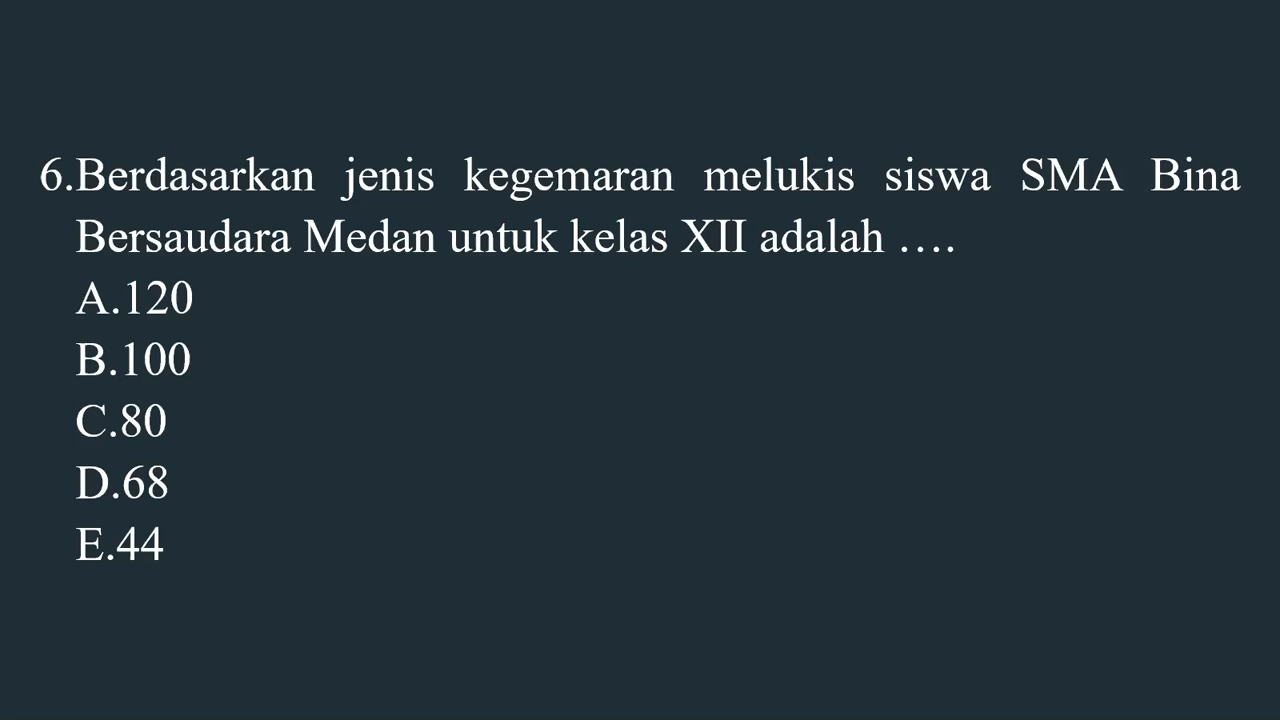 6.Berdasarkan jenis kegemaran melukis siswa SMA Bina
Bersaudara Medan untuk kelas XII adalah ....
A.120
B.100
C.80
D.68
E.44